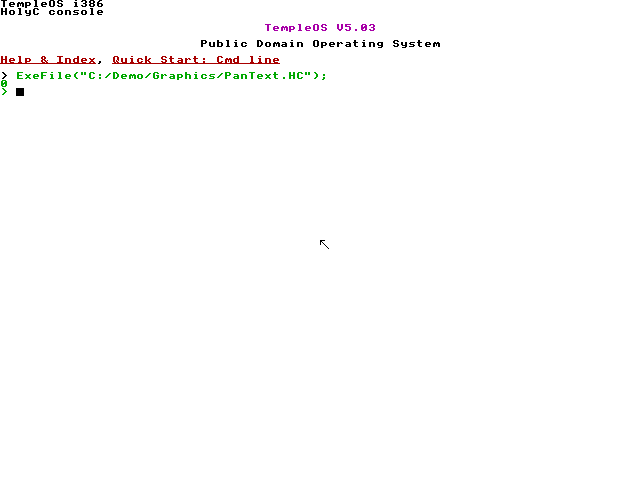 TempleOS i386
HolyC console
TempleOS V5.03
Public Domain Operating System
Help & Index, Quick Start: Cmd line
> ExeFile("C:/Demo/Graphics/PanText.HC");
0
>